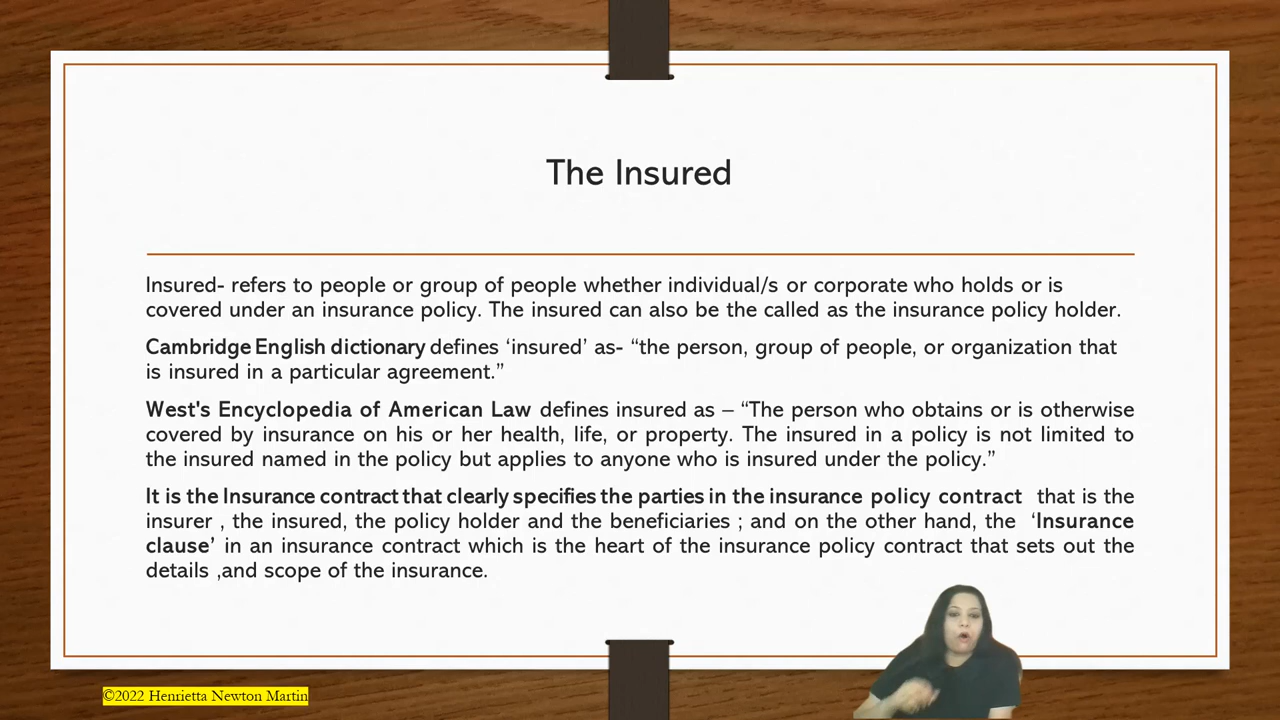 The Insured
Insured- refers to people or group of people whether individual/s or corporate who holds or is
covered under an insurance policy. The insured can also be the called as the insurance policy holder.
Cambridge English dictionary defines ‘insured’ as- “the person, group of people, or organization that
is insured in a particular agreement.”
West's Encyclopedia of American Law defines insured as – “The person who obtains or is otherwise
covered by insurance on his or her health, life, or property. The insured in a policy is not limited to
the insured named in the policy but applies to anyone who is insured under the policy.”
It is the Insurance contract that clearly specifies the parties in the insurance policy contract that is the
insurer , the insured, the policy holder and the beneficiaries ; and on the other hand, the ‘Insurance
clause’ in an insurance contract which is the heart of the insurance policy contract that sets out the
details ,and scope of the insurance.
©2022 Henrietta Newton Martin